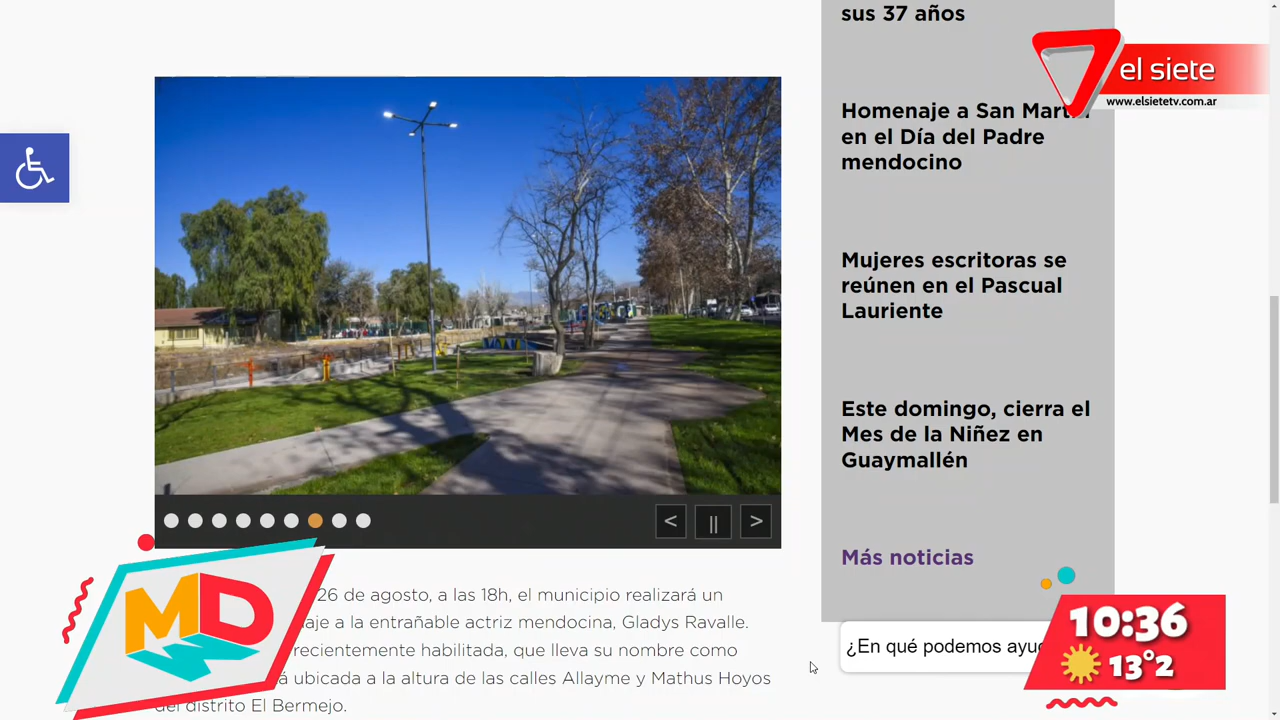 sus 37 años
el siete
www.elsietetv.com.ar
Homenaje a San
en el Día del Padre
mendocino
Mujeres escritoras se
reúnen en el Pascual
Lauriente
Este domingo, cierra el
Mes de la Niñez en
Guaymallén
Más noticias
< || >
26 de agosto, a las 18h, el municipio realizará un
a la entrañable actriz mendocina, Gladys Ravalle.
recientemente habilitada, que lleva su nombre como
ubicada a la altura de las calles Allayme y Mathus Hoyos
del distrito El Bermejo.
¿En qué podemos
MD
10:36
13°2